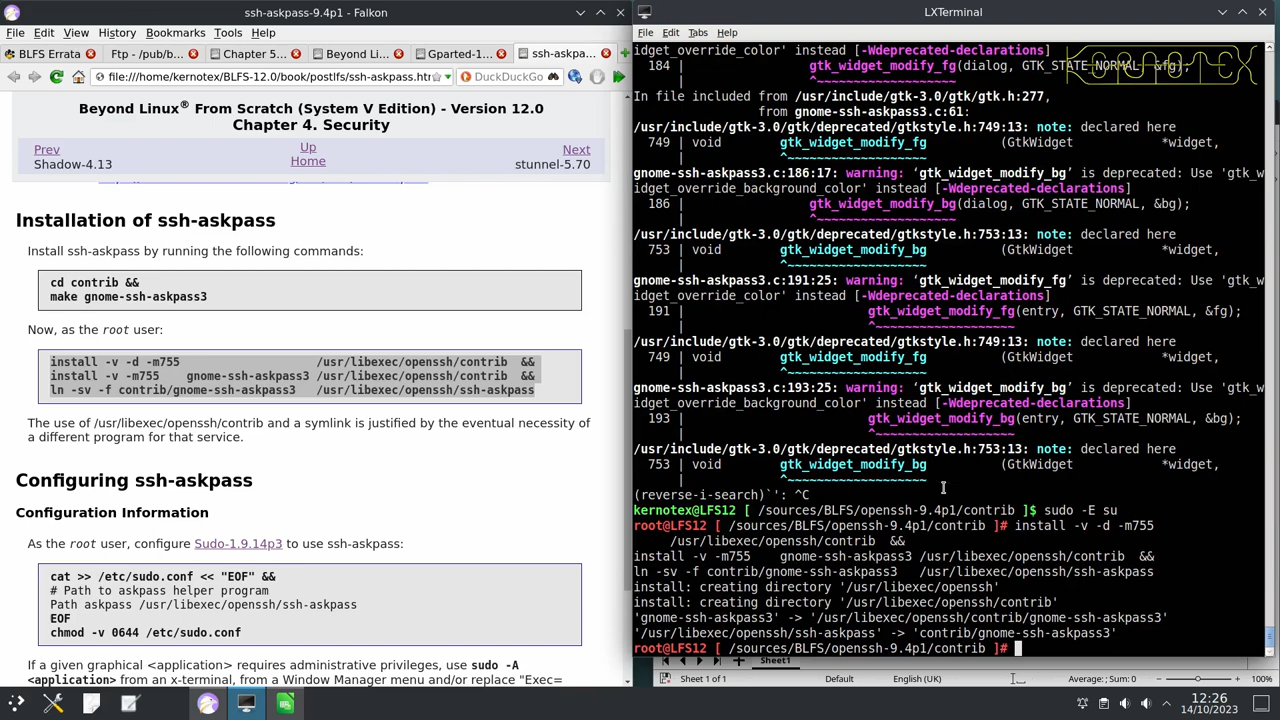 ssh-askpass-9.4p1 - Falkon
File Edit View History Bookmarks Tools Help
BLFS Errata
Ftp - /pub/b...
Chapter 5...
Beyond Li...
Gparted-1...
ssh-askpa...
file:///home/kernotex/BLFS-12.0/book/postlfs/ssh-askpass.htm
DuckDuckGo
Beyond Linux® From Scratch (System V Edition) - Version 12.0
Chapter 4. Security
Prev
Shadow-4.13
Up
Home
Next
stunnel-5.70
Installation of ssh-askpass
Install ssh-askpass by running the following commands:
cd contrib &&
make gnome-ssh-askpass3
Now, as the root user:
install -v -d -m755                  /usr/libexec/openssh/contrib  &&
install -v -m755    gnome-ssh-askpass3 /usr/libexec/openssh/contrib  &&
ln -sv -f contrib/gnome-ssh-askpass3   /usr/libexec/openssh/ssh-askpass
The use of /usr/libexec/openssh/contrib and a symlink is justified by the eventual necessity of
a different program for that service.
Configuring ssh-askpass
Configuration Information
As the root user, configure Sudo-1.9.14p3 to use ssh-askpass:
cat >> /etc/sudo.conf << "EOF" &&
# Path to askpass helper program
Path askpass /usr/libexec/openssh/ssh-askpass
EOF
chmod -v 0644 /etc/sudo.conf
If a given graphical <application> requires administrative privileges, use sudo -A
<application> from an x-terminal, from a Window Manager menu and/or replace "Exec=
LXTerminal
File Edit Tabs Help
KERNOTEX
idget_override_color' instead [-Wdeprecated-declarations]
184 |                 gtk_widget_modify_fg(dialog, GTK_STATE_NORMAL, &fg);
|                 ^~~~~~~~~~~~~~~~~~~~
In file included from /usr/include/gtk-3.0/gtk/gtk.h:277,
from gnome-ssh-askpass3.c:61:
/usr/include/gtk-3.0/gtk/deprecated/gtkstyle.h:749:13: note: declared here
749 | void        gtk_widget_modify_fg          (GtkWidget            *widget,
|             ^~~~~~~~~~~~~~~~~~~~
gnome-ssh-askpass3.c:186:17: warning: ‘gtk_widget_modify_bg’ is deprecated: Use 'gtk_w
idget_override_background_color' instead [-Wdeprecated-declarations]
186 |                 gtk_widget_modify_bg(dialog, GTK_STATE_NORMAL, &bg);
|                 ^~~~~~~~~~~~~~~~~~~~
/usr/include/gtk-3.0/gtk/deprecated/gtkstyle.h:753:13: note: declared here
753 | void        gtk_widget_modify_bg          (GtkWidget            *widget,
|             ^~~~~~~~~~~~~~~~~~~~
gnome-ssh-askpass3.c:191:25: warning: ‘gtk_widget_modify_fg’ is deprecated: Use 'gtk_w
idget_override_color' instead [-Wdeprecated-declarations]
191 |                         gtk_widget_modify_fg(entry, GTK_STATE_NORMAL, &fg);
|                         ^~~~~~~~~~~~~~~~~~~~
/usr/include/gtk-3.0/gtk/deprecated/gtkstyle.h:749:13: note: declared here
749 | void        gtk_widget_modify_fg          (GtkWidget            *widget,
|             ^~~~~~~~~~~~~~~~~~~~
gnome-ssh-askpass3.c:193:25: warning: ‘gtk_widget_modify_bg’ is deprecated: Use 'gtk_w
idget_override_background_color' instead [-Wdeprecated-declarations]
193 |                         gtk_widget_modify_bg(entry, GTK_STATE_NORMAL, &bg);
|                         ^~~~~~~~~~~~~~~~~~~~
/usr/include/gtk-3.0/gtk/deprecated/gtkstyle.h:753:13: note: declared here
753 | void        gtk_widget_modify_bg          (GtkWidget            *widget,
|             ^~~~~~~~~~~~~~~~~~~~
(reverse-i-search)`': ^C
kernotex@LFS12 [ /sources/BLFS/openssh-9.4p1/contrib ]$ sudo -E su
root@LFS12 [ /sources/BLFS/openssh-9.4p1/contrib ]# install -v -d -m755
/usr/libexec/openssh/contrib  &&
install -v -m755    gnome-ssh-askpass3 /usr/libexec/openssh/contrib  &&
ln -sv -f contrib/gnome-ssh-askpass3   /usr/libexec/openssh/ssh-askpass
install: creating directory '/usr/libexec/openssh'
install: creating directory '/usr/libexec/openssh/contrib'
'gnome-ssh-askpass3' -> '/usr/libexec/openssh/contrib/gnome-ssh-askpass3'
'/usr/libexec/openssh/ssh-askpass' -> 'contrib/gnome-ssh-askpass3'
root@LFS12 [ /sources/BLFS/openssh-9.4p1/contrib ]#
Sheet1
Sheet 1 of 1
Default
English (UK)
Average: ; Sum: 0
100%
12:26
14/10/2023